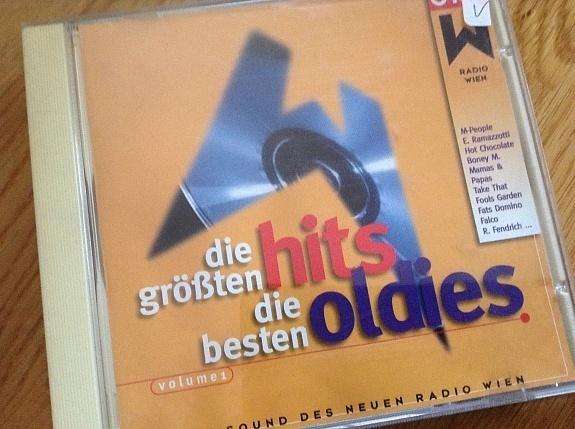 RADIO
WIEN
M-People
E. Ramazzotti
Hot Chocolate
Boney M.
Mamas &
Papas
Take That
Fools Garden
Fats Domino
Falco
R. Fendrich ...
die
größten hits
die
besten oldies.
volume1
SOUND DES NEUEN RADIO WIEN